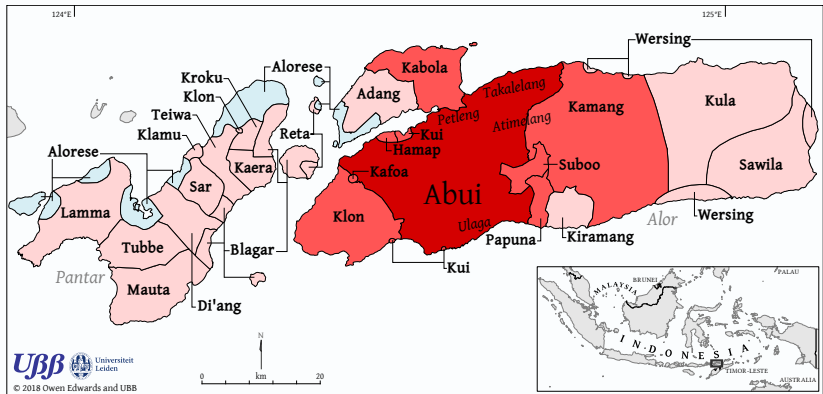 124°E
125°E
Wersing
Alorese
Kabola
Kroku
Klon
Adang
Takalelang
Kamang
Kula
Teiwa
Petleng
Arimelang
Klamu
Reta
Kui
Hamap
Alorese
Kaera
Kafoa
Suboo
Sawila
Sar
Abui
Lamma
Klon
Ulaga
Alor
Wersing
Tubbe
Blagar
Papuna
Kiramang
Pantar
Kui
Mauta
Di'ang
PALAU
BRUNEI
MALAYSIA
INDONESIA
TIMOR-LESTE
AUSTRALIA
N
km
0
20
UBB
Universiteit
Leiden
© 2018 Owen Edwards and UBB